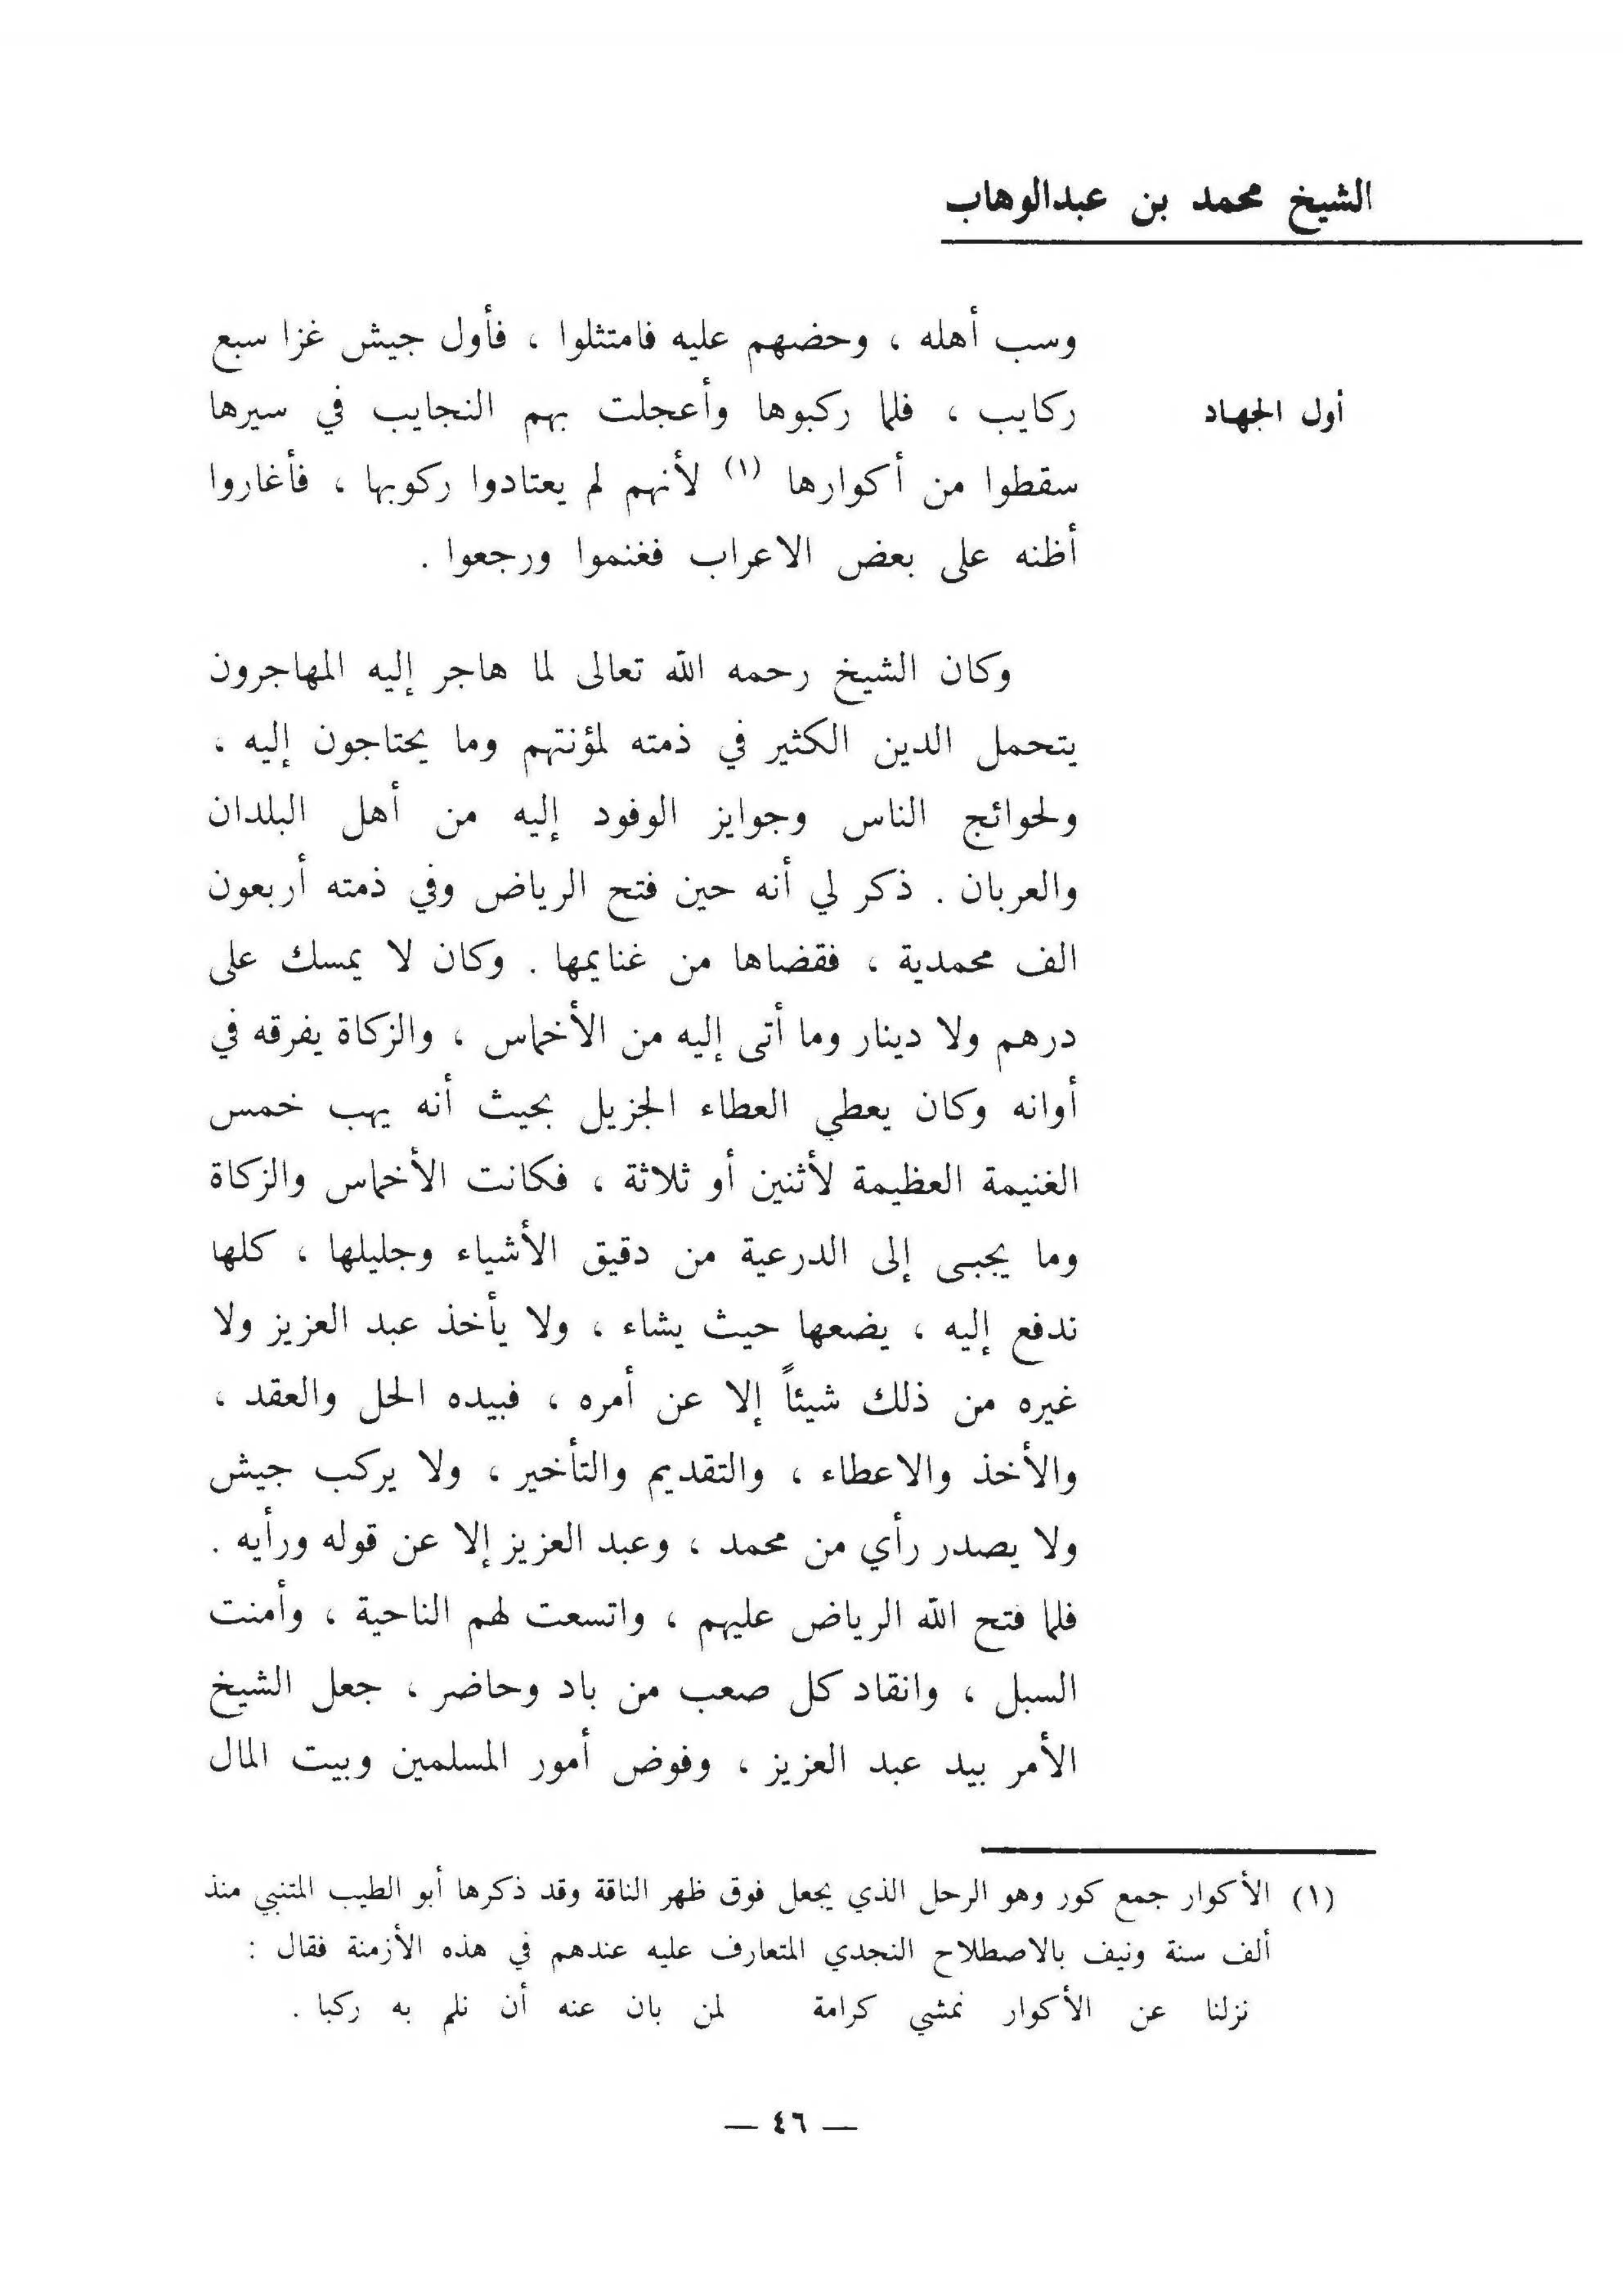 الشيخ محمد بن عبدالوهاب
وسب أهله ، وحضهم عليه فامتثلوا ، فأول جيش غزا سبع
أول الجهاد
ركايب ، فلما ركبوها وأعجلت بهم النجايب في سيرها
سقطوا من أكوارها (١) لأنهم لم يعتادوا ركوبها ، فأغاروا
أظنه على بعض الاعراب فغنموا ورجعوا .
وكان الشيخ رحمه الله تعالى لما هاجر إليه المهاجرون
يتحمل الدين الكثير في ذمته لمؤنتهم وما يحتاجون إليه ،
ولحوائج الناس وجوايز الوفود إليه من أهل البلدان
والعربان . ذكر لي أنه حين فتح الرياض وفي ذمته أربعون
الف محمدية ، فقضاها من غنايمها . وكان لا يمسك على
درهم ولا دينار وما أتى إليه من الأخماس ، والزكاة يفرقه في
أوانه وكان يعطي العطاء الجزيل بحيث أنه يهب خمس
الغنيمة العظيمة لأثنين أو ثلاثة ، فكانت الأخماس والزكاة
وما يجبى إلى الدرعية من دقيق الأشياء وجليلها ، كلها
ندفع إليه ، يضعها حيث يشاء ، ولا يأخذ عبد العزيز ولا
غيره من ذلك شيئاً إلا عن أمره ، فبيده الحل والعقد ،
والأخذ والاعطاء ، والتقديم والتأخير ، ولا يركب جيش
ولا يصدر رأي من محمد ، وعبد العزيز إلا عن قوله ورأيه .
فلما فتح الله الرياض عليهم ، واتسعت لهم الناحية ، وأمنت
السبل ، وانقاد كل صعب من باد وحاضر ، جعل الشيخ
الأمر بيد عبد العزيز ، وفوض أمور المسلمين وبيت المال
(١) الأكوار جمع كور وهو الرحل الذي يجعل فوق ظهر الناقة وقد ذكرها أبو الطيب المتنبي منذ
ألف سنة ونيف بالاصطلاح النجدي المتعارف عليه عندهم في هذه الأزمنة فقال :
نزلنا عن الأكوار نمشي كرامة لمن بان عنه أن نلم به ركبا .
— ٤٦ —